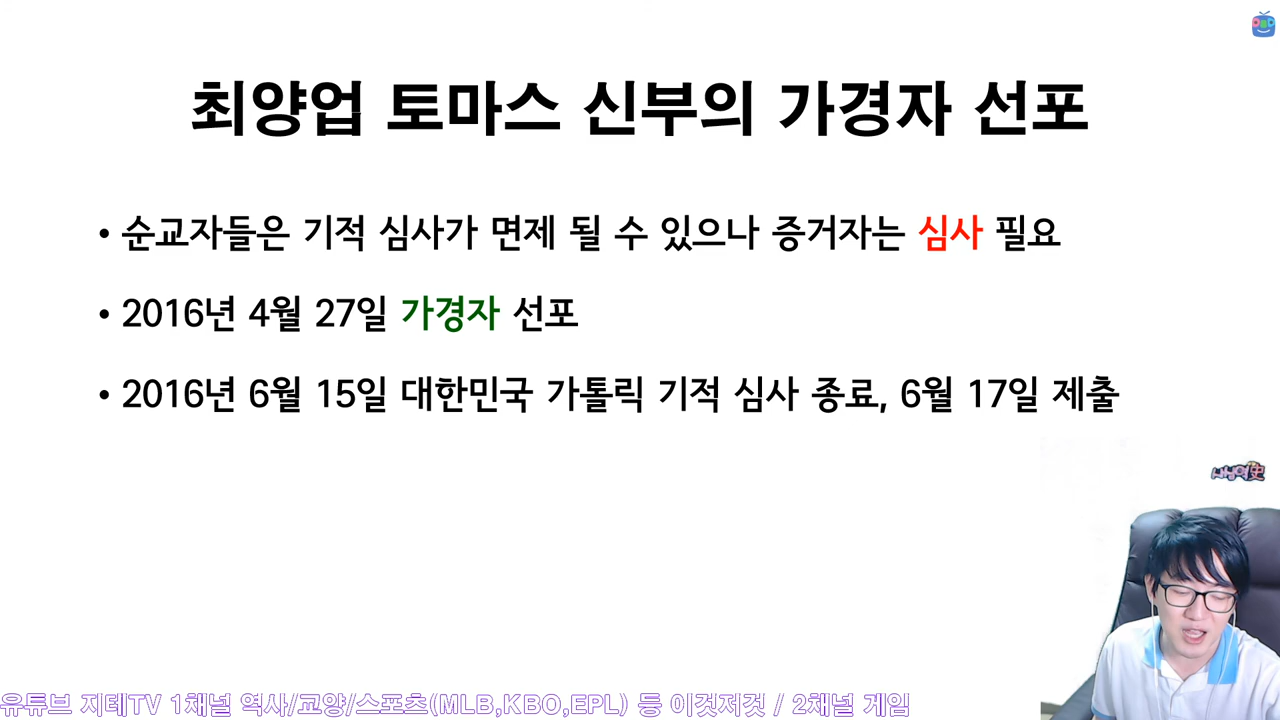 최양업 토마스 신부의 가경자 선포
• 순교자들은 기적 심사가 면제 될 수 있으나 증거자는 심사 필요
• 2016년 4월 27일 가경자 선포
• 2016년 6월 15일 대한민국 가톨릭 기적 심사 종료, 6월 17일 제출
유튜브 지테TV 1채널 역사/교양/스포츠(MLB,KBO,EPL) 등 이것저것 / 2채널 게임